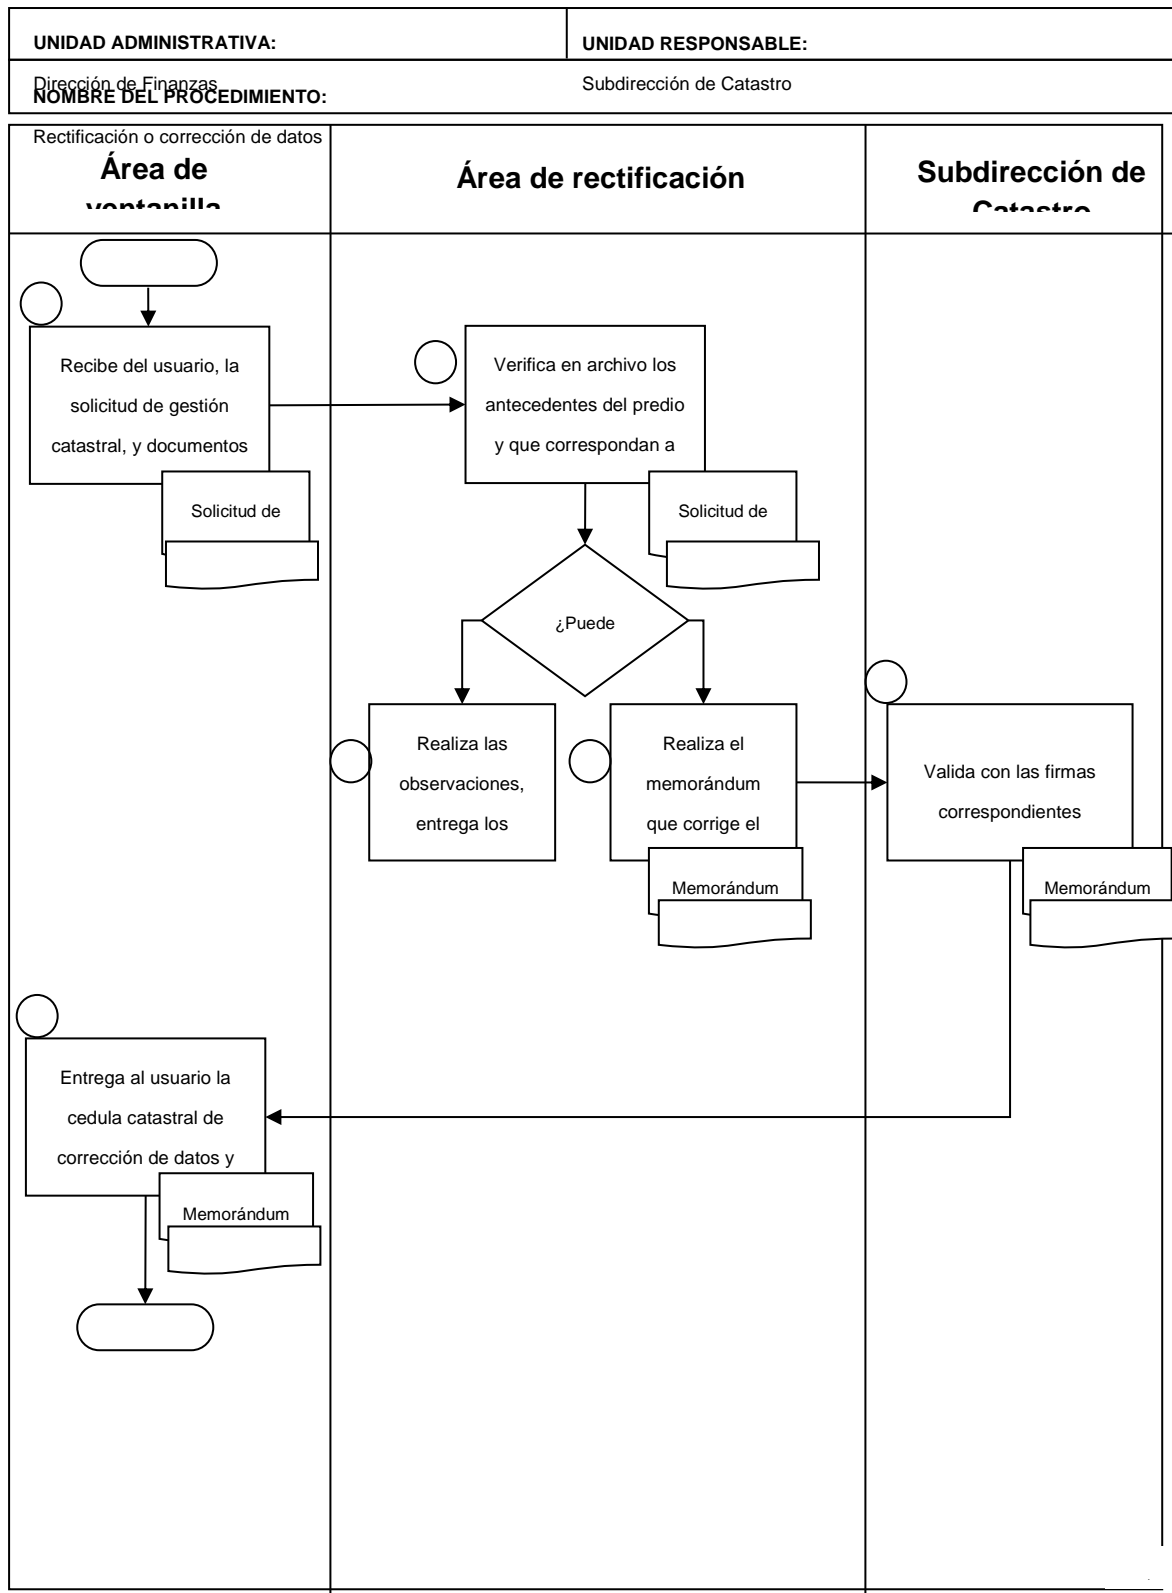 UNIDAD ADMINISTRATIVA:
UNIDAD RESPONSABLE:
Dirección de Finanzas
Subdirección de Catastro
NOMBRE DEL PROCEDIMIENTO:
Rectificación o corrección de datos
Área de
ventanilla
Área de rectificación
Subdirección de
Catastro
Recibe del usuario, la
solicitud de gestión
catastral, y documentos
Solicitud de
Verifica en archivo los
antecedentes del predio
y que correspondan a
Solicitud de
¿Puede
Realiza las
observaciones,
entrega los
Realiza el
memorándum
que corrige el
Memorándum
Valida con las firmas
correspondientes
Memorándum
Entrega al usuario la
cedula catastral de
corrección de datos y
Memorándum